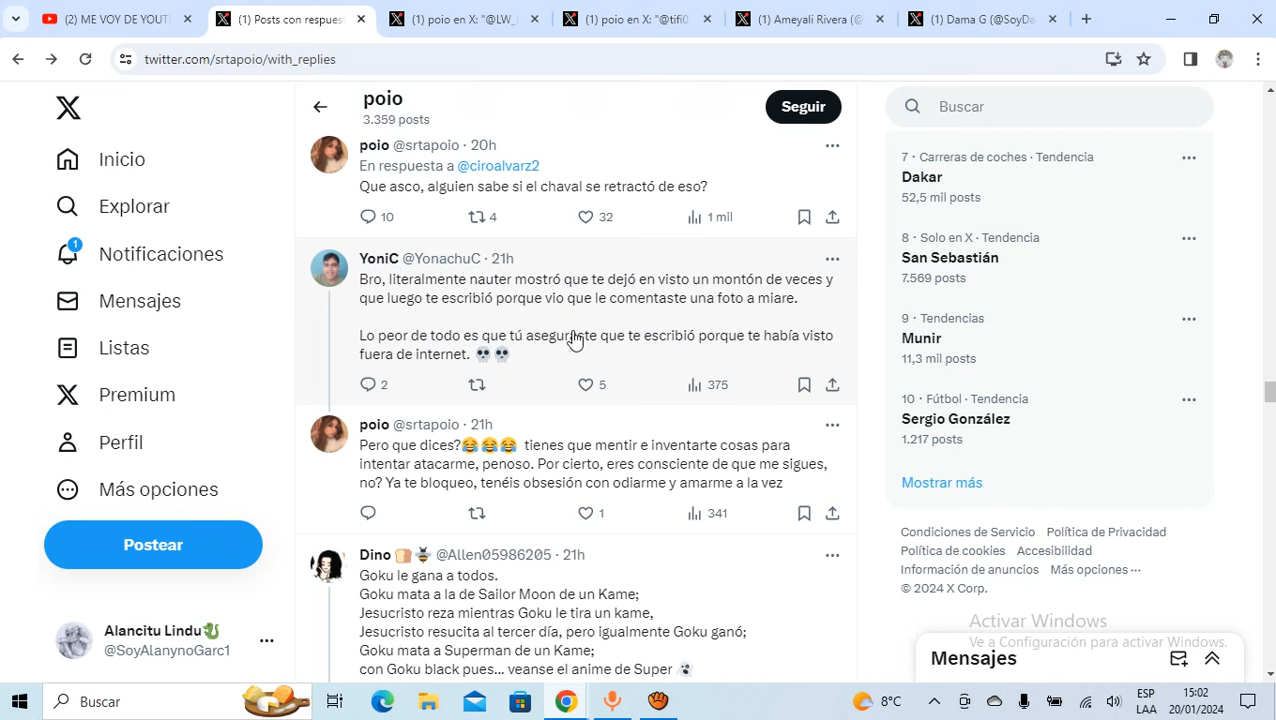 (2) ME VOY DE YOUT
(1) Posts con respues
(1) poio en X: "@LW_
(1) poio en X: "@tifi0
(1) Ameyali Rivera (@
(1) Dama G (@SoyDa
twitter.com/srtapoio/with_replies
Inicio
Explorar
1
Notificaciones
Mensajes
Listas
Premium
Perfil
Más opciones
Postear
Alancitu Lindu🐉
@SoyAlanynoGarc1
poio
3.359 posts
Seguir
poio @srtapoio · 20h
En respuesta a @ciroalvarz2
Que asco, alguien sabe si el chaval se retractó de eso?
10 4 32 1 mil
YoniC @YonachuC · 21h
Bro, literalmente nauter mostró que te dejó en visto un montón de veces y
que luego te escribió porque vio que le comentaste una foto a miare.
Lo peor de todo es que tú aseguraste que te escribió porque te había visto
fuera de internet. 💀💀
2 5 375
poio @srtapoio · 21h
Pero que dices?😂😂😂 tienes que mentir e inventarte cosas para
intentar atacarme, penoso. Por cierto, eres consciente de que me sigues,
no? Ya te bloqueo, tenéis obsesión con odiarme y amarme a la vez
1 341
Dino 🍞🐝 @Allen05986205 · 21h
Goku le gana a todos.
Goku mata a la de Sailor Moon de un Kame;
Jesucristo reza mientras Goku le tira un kame,
Jesucristo resucita al tercer día, pero igualmente Goku ganó;
Goku mata a Superman de un Kame;
con Goku black pues... veanse el anime de Super
Buscar
7 · Carreras de coches · Tendencia
Dakar
52,5 mil posts
8 · Solo en X · Tendencia
San Sebastián
7.569 posts
9 · Tendencias
Munir
11,3 mil posts
10 · Fútbol · Tendencia
Sergio González
1.217 posts
Mostrar más
Condiciones de Servicio Política de Privacidad
Política de cookies Accesibilidad
Información de anuncios Más opciones ···
© 2024 X Corp.
Activar Windows
Ve a Configuración para activar Windows.
Mensajes
Buscar
8°C
ESP
LAA
15:02
20/01/2024